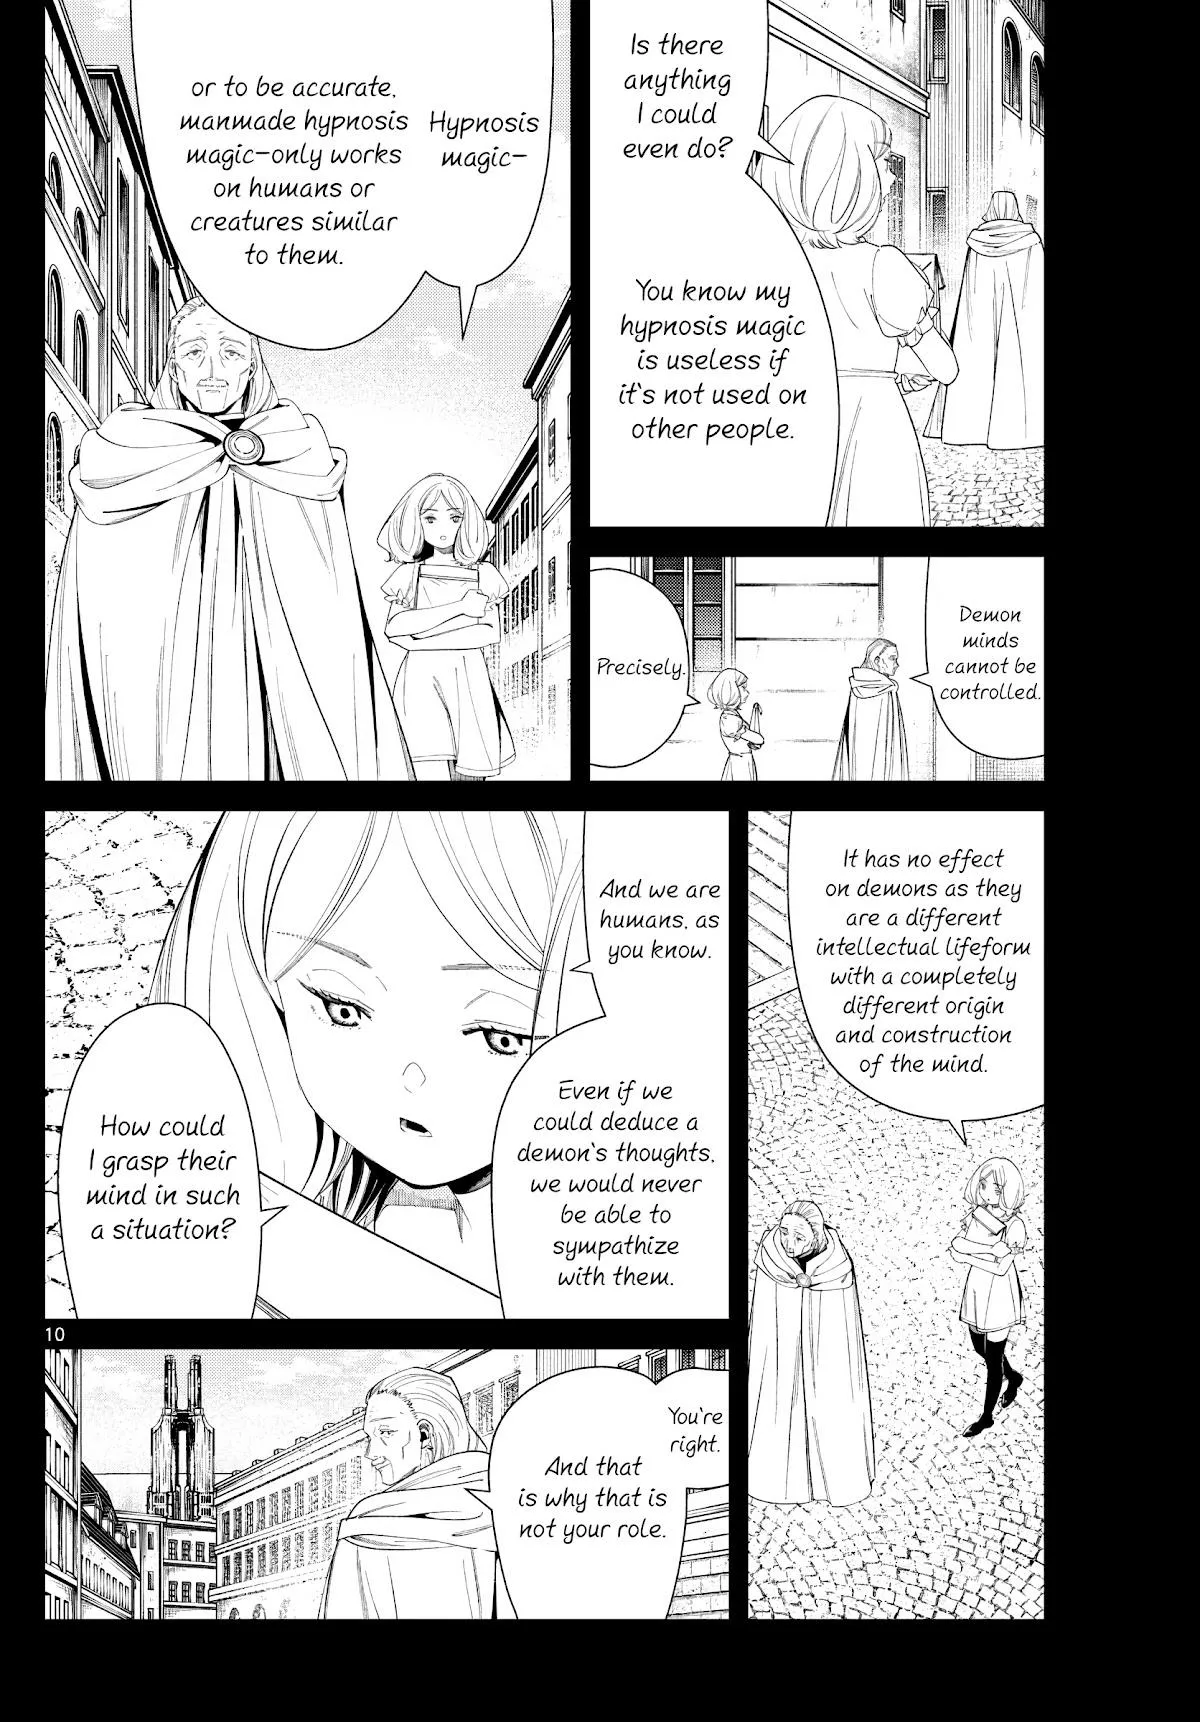 Is there
anything
I could
even do?
You know my
hypnosis magic
is useless if
it's not used on
other people.
Hypnosis
magic-
or to be accurate,
manmade hypnosis
magic-only works
on humans or
creatures similar
to them.
Demon
minds
cannot be
controlled.
Precisely.
It has no effect
on demons as they
are a different
intellectual lifeform
with a completely
different origin
and construction
of the mind.
And we are
humans, as
you know.
Even if we
could deduce a
demon's thoughts,
we would never
be able to
sympathize
with them.
How could
I grasp their
mind in such
a situation?
You're
right.
And that
is why that is
not your role.
10